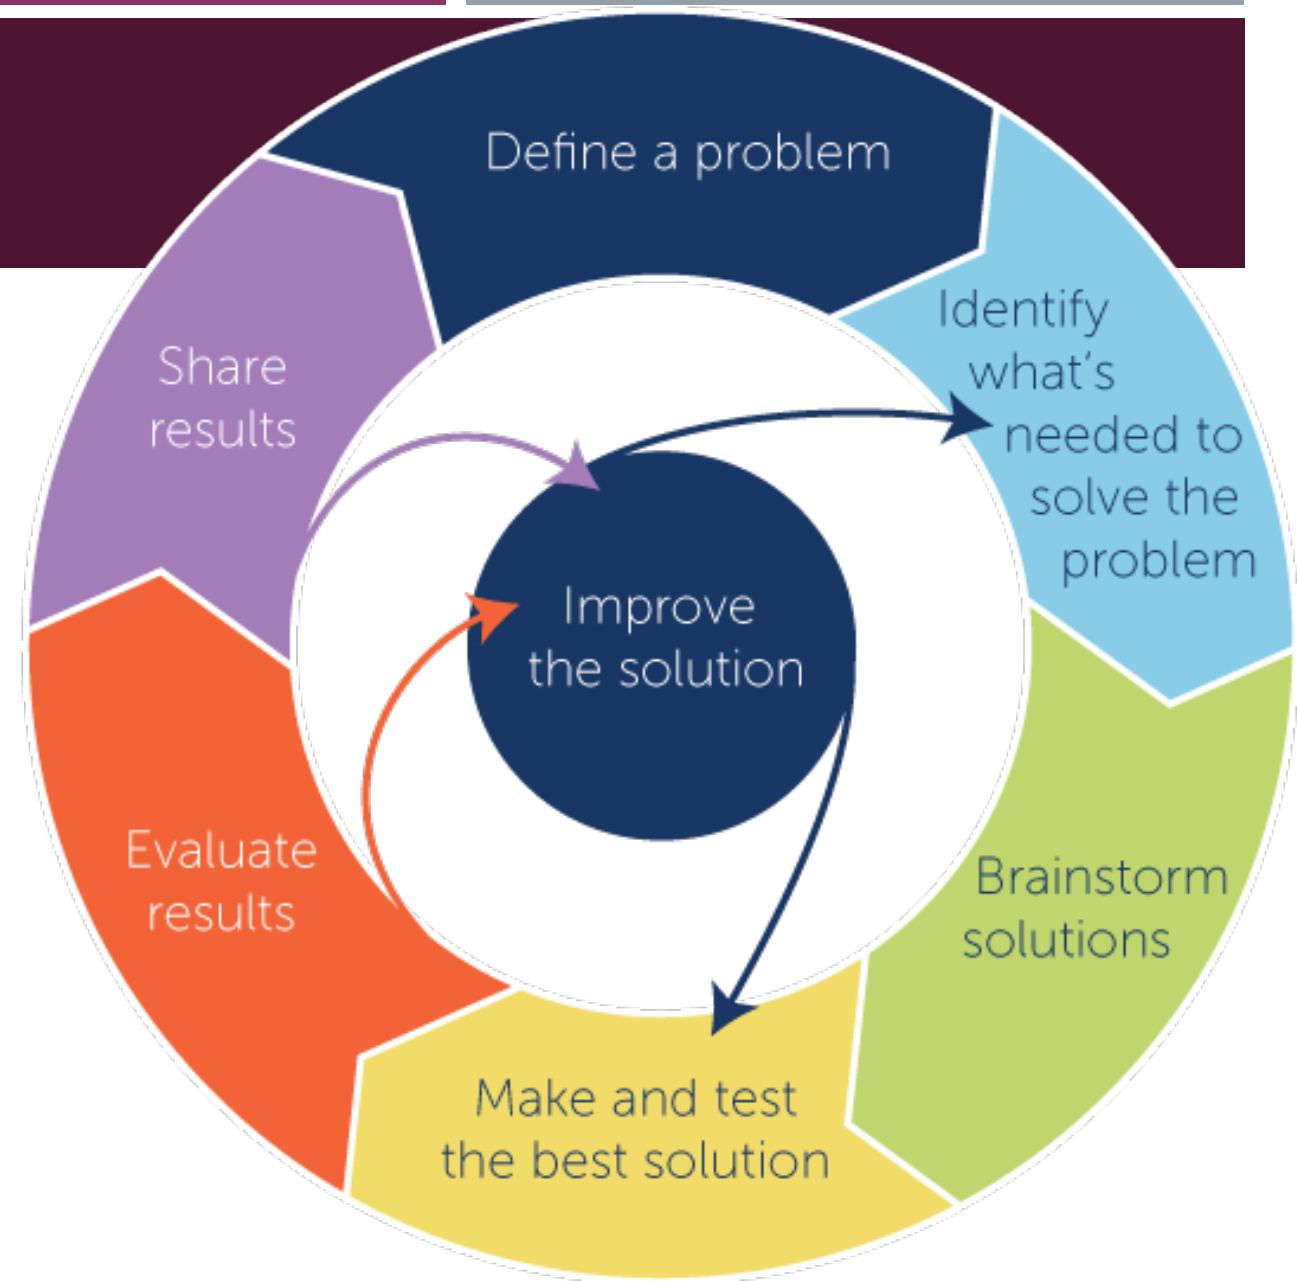 Define a problem
Identify
what's
needed to
solve the
problem
Brainstorm
solutions
Make and test
the best solution
Evaluate
results
Share
results
Improve
the solution